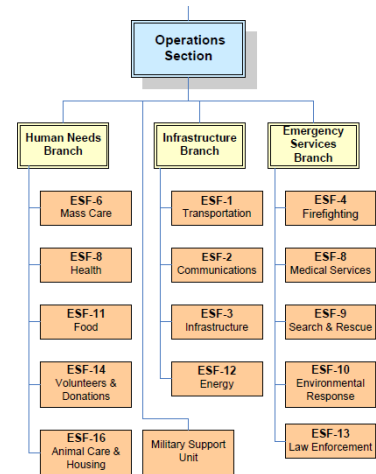 Operations
Section
Human Needs
Branch
Infrastructure
Branch
Emergency
Services
Branch
ESF-6
Mass Care
ESF-8
Health
ESF-11
Food
ESF-14
Volunteers &
Donations
ESF-16
Animal Care &
Housing
Military Support
Unit
ESF-1
Transportation
ESF-2
Communications
ESF-3
Infrastructure
ESF-12
Energy
ESF-4
Firefighting
ESF-8
Medical Services
ESF-9
Search & Rescue
ESF-10
Environmental
Response
ESF-13
Law Enforcement